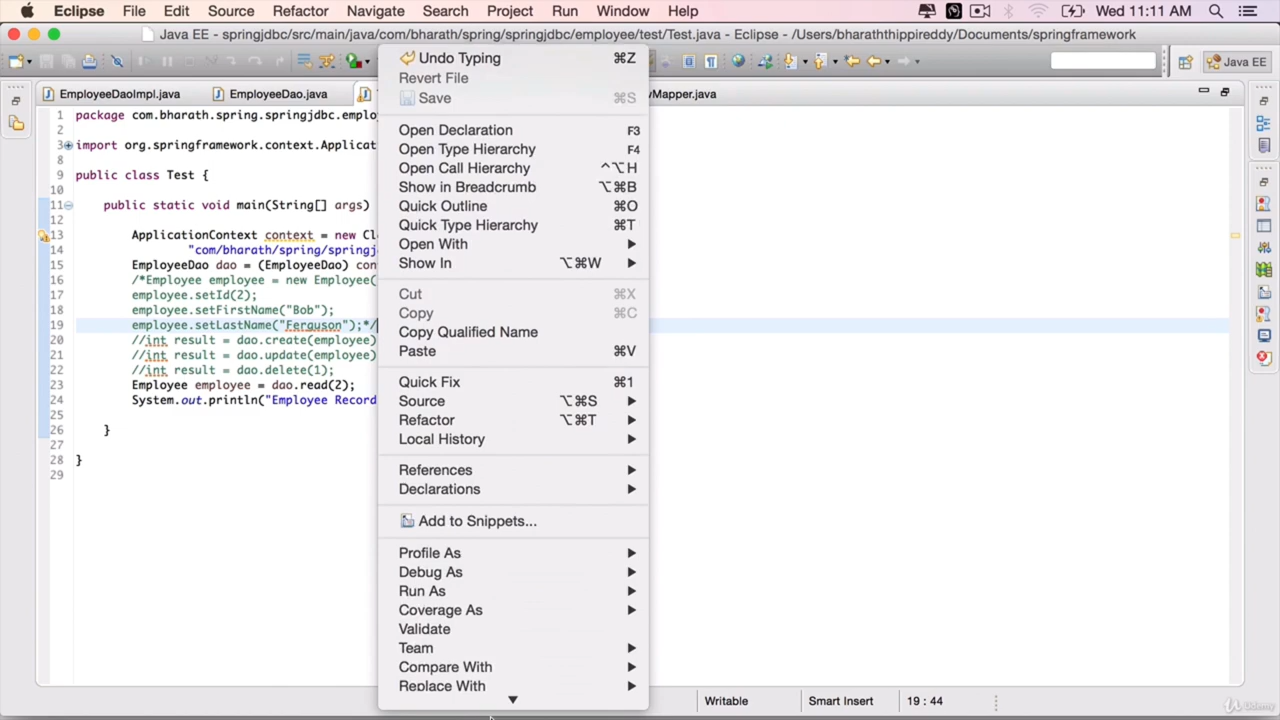 Eclipse File Edit Source Refactor Navigate Search Project Run Window Help Wed 11:11 AM
Java EE - springjdbc/src/main/java/com/bharath/spring/springjdbc/employee/test/Test.java - Eclipse - /Users/bharaththippireddy/Documents/springframework
Java EE
EmployeeDaoImpl.java EmployeeDao.java Mapper.java
1 package com.bharath.spring.springjdbc.emplo
2
3 import org.springframework.context.Applicat
8
9 public class Test {
10
11 public static void main(String[] args)
12
13 ApplicationContext context = new Cl
14 "com/bharath/spring/springj
15 EmployeeDao dao = (EmployeeDao) con
16 /*Employee employee = new Employee(
17 employee.setId(2);
18 employee.setFirstName("Bob");
19 employee.setLastName("Ferguson");*/
20 //int result = dao.create(employee)
21 //int result = dao.update(employee)
22 //int result = dao.delete(1);
23 Employee employee = dao.read(2);
24 System.out.println("Employee Record
25
26 }
27
28 }
29
Undo Typing ⌘Z
Revert File
Save ⌘S
Open Declaration F3
Open Type Hierarchy F4
Open Call Hierarchy ^⌥H
Show in Breadcrumb ⌥⌘B
Quick Outline ⌘O
Quick Type Hierarchy ⌘T
Open With
Show In ⌥⌘W
Cut ⌘X
Copy ⌘C
Copy Qualified Name
Paste ⌘V
Quick Fix ⌘1
Source ⌥⌘S
Refactor ⌥⌘T
Local History
References
Declarations
Add to Snippets...
Profile As
Debug As
Run As
Coverage As
Validate
Team
Compare With
Replace With
Writable Smart Insert 19 : 44
Udemy